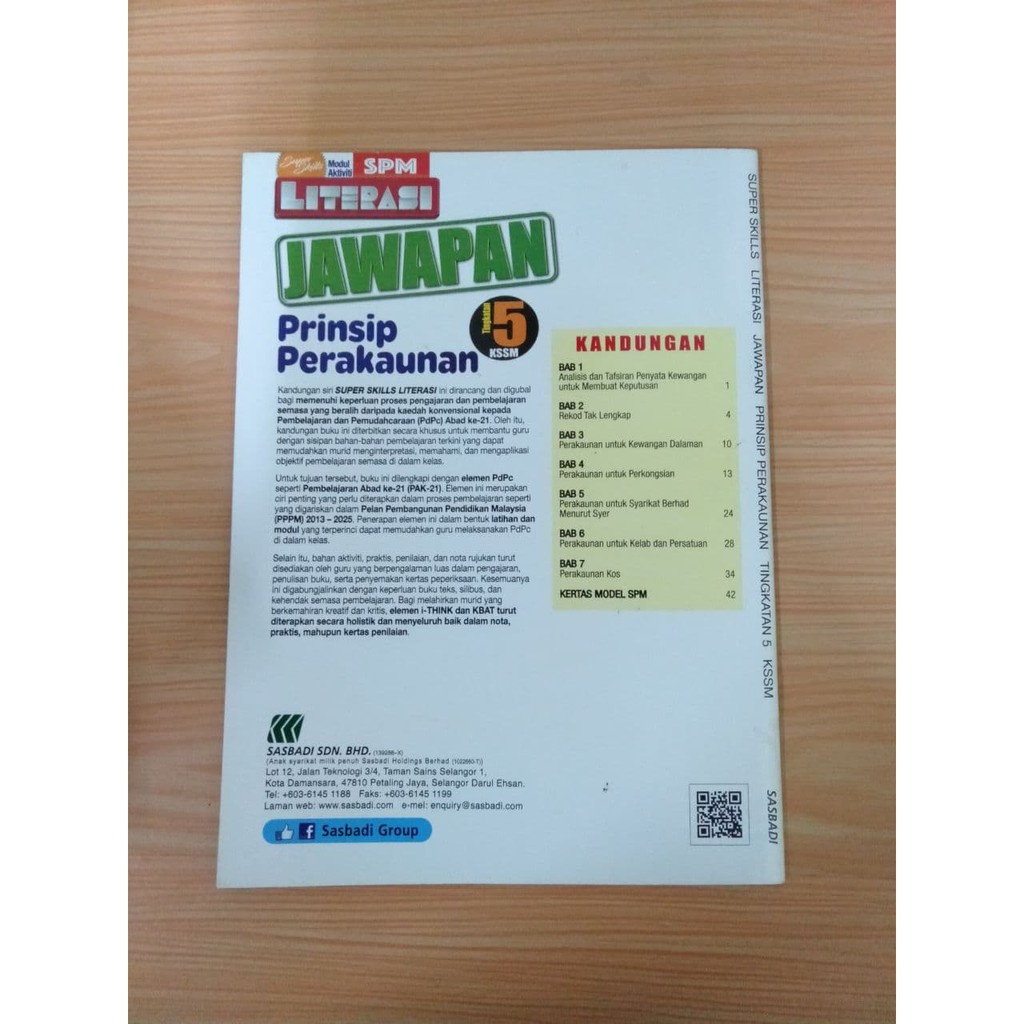 Super Skills
Modul
Aktiviti
SPM
LITERASI
JAWAPAN
Prinsip
Perakaunan
Tingkatan 5
KSSM
Kandungan siri SUPER SKILLS LITERASI ini dirancang dan digubal
bagi memenuhi keperluan proses pengajaran dan pembelajaran
semasa yang beralih daripada kaedah konvensional kepada
Pembelajaran dan Pemudahcaraan (PdPc) Abad ke-21. Oleh itu,
kandungan buku ini diterbitkan secara khusus untuk membantu guru
dengan sisipan bahan-bahan pembelajaran terkini yang dapat
memudahkan murid menginterpretasi, memahami, dan mengaplikasi
objektif pembelajaran semasa di dalam kelas.
Untuk tujuan tersebut, buku ini dilengkapi dengan elemen PdPc
seperti Pembelajaran Abad ke-21 (PAK-21). Elemen ini merupakan
ciri penting yang perlu diterapkan dalam proses pembelajaran seperti
yang digariskan dalam Pelan Pembangunan Pendidikan Malaysia
(PPPM) 2013 – 2025. Penerapan elemen ini dalam bentuk latihan dan
modul yang terperinci dapat memudahkan guru melaksanakan PdPc
di dalam kelas.
Selain itu, bahan aktiviti, praktis, penilaian, dan nota rujukan turut
disediakan oleh guru yang berpengalaman luas dalam pengajaran,
penulisan buku, serta penyemakan kertas peperiksaan. Kesemuanya
ini digabungjalinkan dengan keperluan buku teks, silibus, dan
kehendak semasa pembelajaran. Bagi melahirkan murid yang
berkemahiran kreatif dan kritis, elemen i-THINK dan KBAT turut
diterapkan secara holistik dan menyeluruh baik dalam nota,
praktis, mahupun kertas penilaian.
KANDUNGAN
BAB 1
Analisis dan Tafsiran Penyata Kewangan
untuk Membuat Keputusan 1
BAB 2
Rekod Tak Lengkap 4
BAB 3
Perakaunan untuk Kewangan Dalaman 10
BAB 4
Perakaunan untuk Perkongsian 13
BAB 5
Perakaunan untuk Syarikat Berhad
Menurut Syer 24
BAB 6
Perakaunan untuk Kelab dan Persatuan 28
BAB 7
Perakaunan Kos 34
KERTAS MODEL SPM 42
SASBADI SDN. BHD. (139288-X)
(Anak syarikat milik penuh Sasbadi Holdings Berhad (1022660-T))
Lot 12, Jalan Teknologi 3/4, Taman Sains Selangor 1,
Kota Damansara, 47810 Petaling Jaya, Selangor Darul Ehsan.
Tel: +603-6145 1188 Faks: +603-6145 1199
Laman web: www.sasbadi.com e-mel: enquiry@sasbadi.com
Sasbadi Group
SUPER SKILLS LITERASI JAWAPAN PRINSIP PERAKAUNAN TINGKATAN 5 KSSM
SASBADI